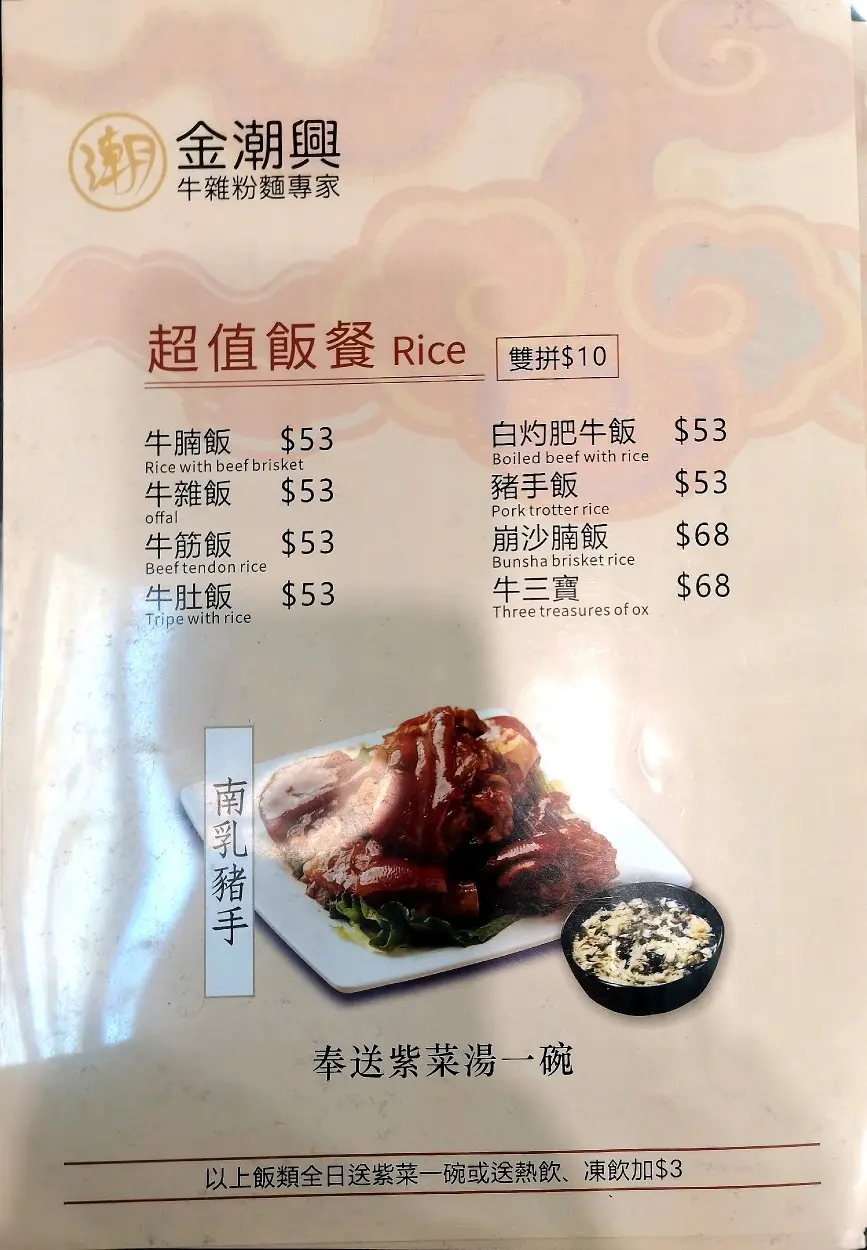 潮
金潮興
牛雜粉麵專家
超值飯餐 Rice
雙拼$10
牛腩飯 $53
Rice with beef brisket
牛雜飯 $53
offal
牛筋飯 $53
Beef tendon rice
牛肚飯 $53
Tripe with rice
白灼肥牛飯 $53
Boiled beef with rice
豬手飯 $53
Pork trotter rice
崩沙腩飯 $68
Bunsha brisket rice
牛三寶 $68
Three treasures of ox
南乳豬手
奉送紫菜湯一碗
以上飯類全日送紫菜一碗或送熱飲、凍飲加$3